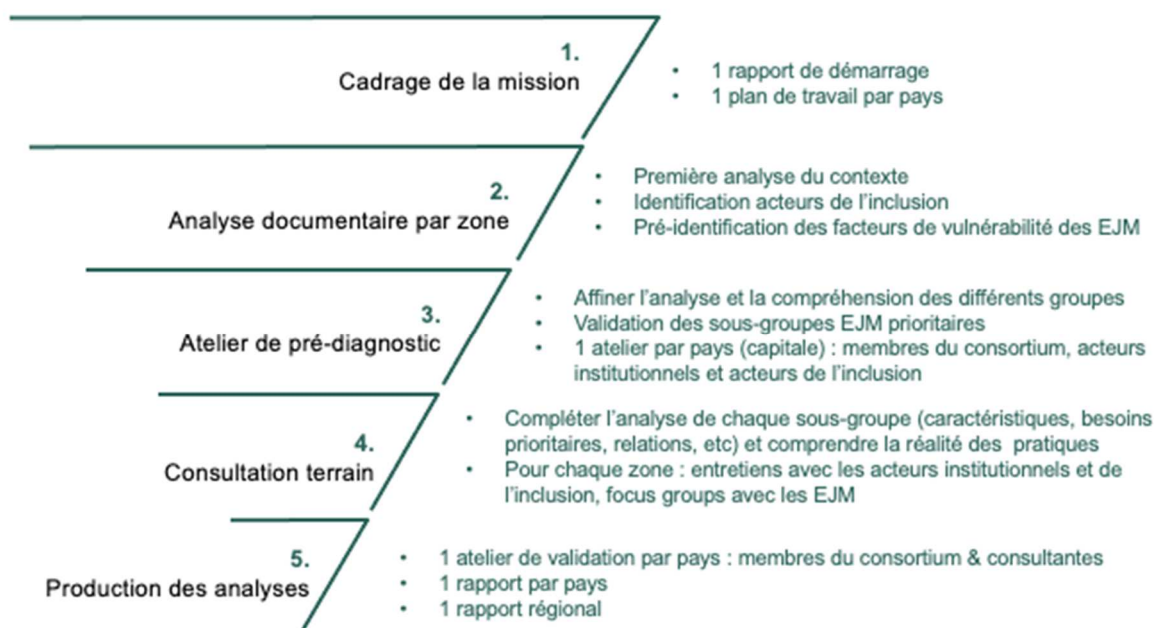 1.
Cadrage de la mission
• 1 rapport de démarrage
• 1 plan de travail par pays
2.
Analyse documentaire par zone
• Première analyse du contexte
• Identification acteurs de l'inclusion
• Pré-identification des facteurs de vulnérabilité des EJM
3.
Atelier de pré-diagnostic
• Affiner l'analyse et la compréhension des différents groupes
• Validation des sous-groupes EJM prioritaires
• 1 atelier par pays (capitale) : membres du consortium, acteurs
institutionnels et acteurs de l'inclusion
4.
Consultation terrain
• Compléter l'analyse de chaque sous-groupe (caractéristiques, besoins
prioritaires, relations, etc) et comprendre la réalité des pratiques
• Pour chaque zone : entretiens avec les acteurs institutionnels et de
l'inclusion, focus groups avec les EJM
5.
Production des analyses
• 1 atelier de validation par pays : membres du consortium & consultantes
• 1 rapport par pays
• 1 rapport régional